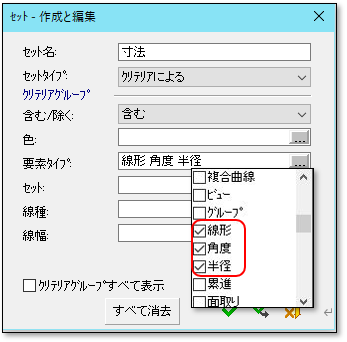 ｾｯﾄ - 作成と編集
ｾｯﾄ名:
寸法
ｾｯﾄﾀｲﾌﾟ:
ｸﾘﾃﾘｱによる
ｸﾘﾃﾘｱｸﾞﾙｰﾌﾟ
含む/除く:
含む
色:
...
要素ﾀｲﾌﾟ:
線形 角度 半径
...
複合曲線
ﾋﾞｭｰ
ｸﾞﾙｰﾌﾟ
線形
角度
半径
累進
面取り
ｾｯﾄ:
線種:
線幅:
ｸﾘﾃﾘｱｸﾞﾙｰﾌﾟすべて表示
すべて消去